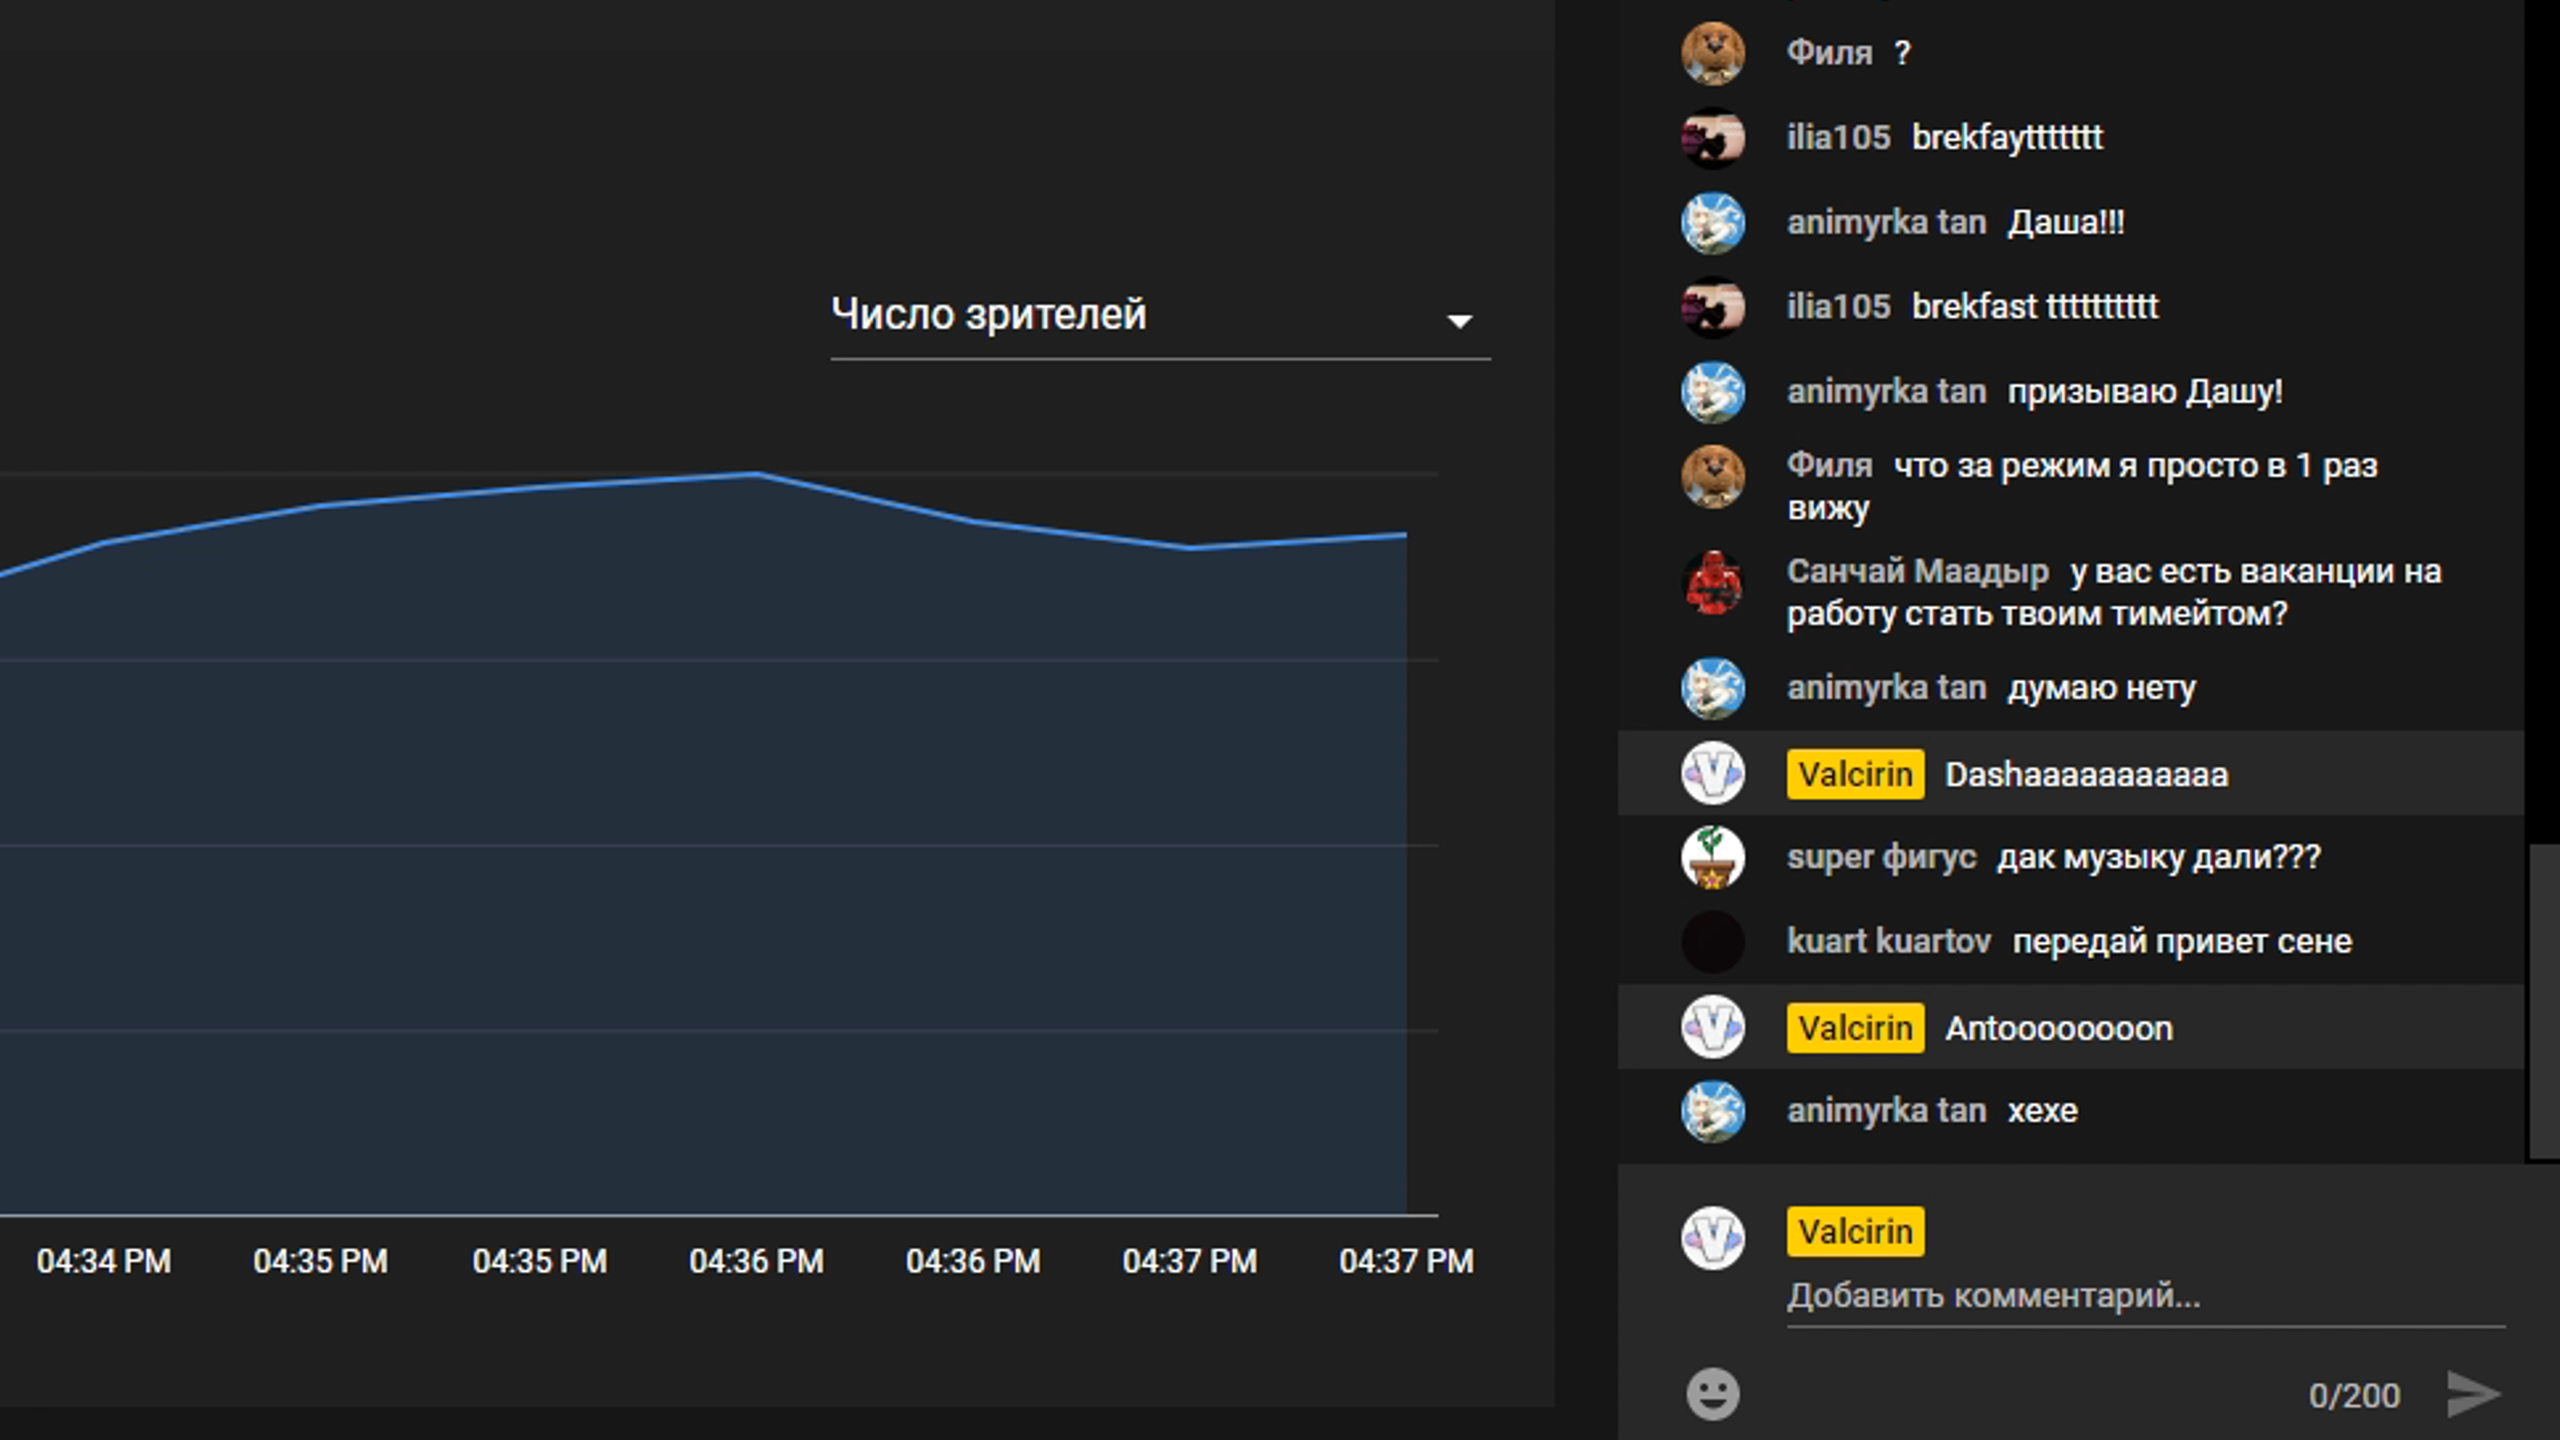 Число зрителей
04:34 PM 04:35 PM 04:35 PM 04:36 PM 04:36 PM 04:37 PM 04:37 PM
Филя ?
ilia105 brekfayttttttt
animyrka tan Даша!!!
ilia105 brekfast tttttttttt
animyrka tan призываю Дашу!
Филя что за режим я просто в 1 раз
вижу
Санчай Маадыр у вас есть ваканции на
работу стать твоим тимейтом?
animyrka tan думаю нету
Valcirin Dashaaaaaaaaaaa
super фигус дак музыку дали???
kuart kuartov передай привет сене
Valcirin Antoooooooon
animyrka tan хехе
Valcirin
Добавить комментарий...
0/200